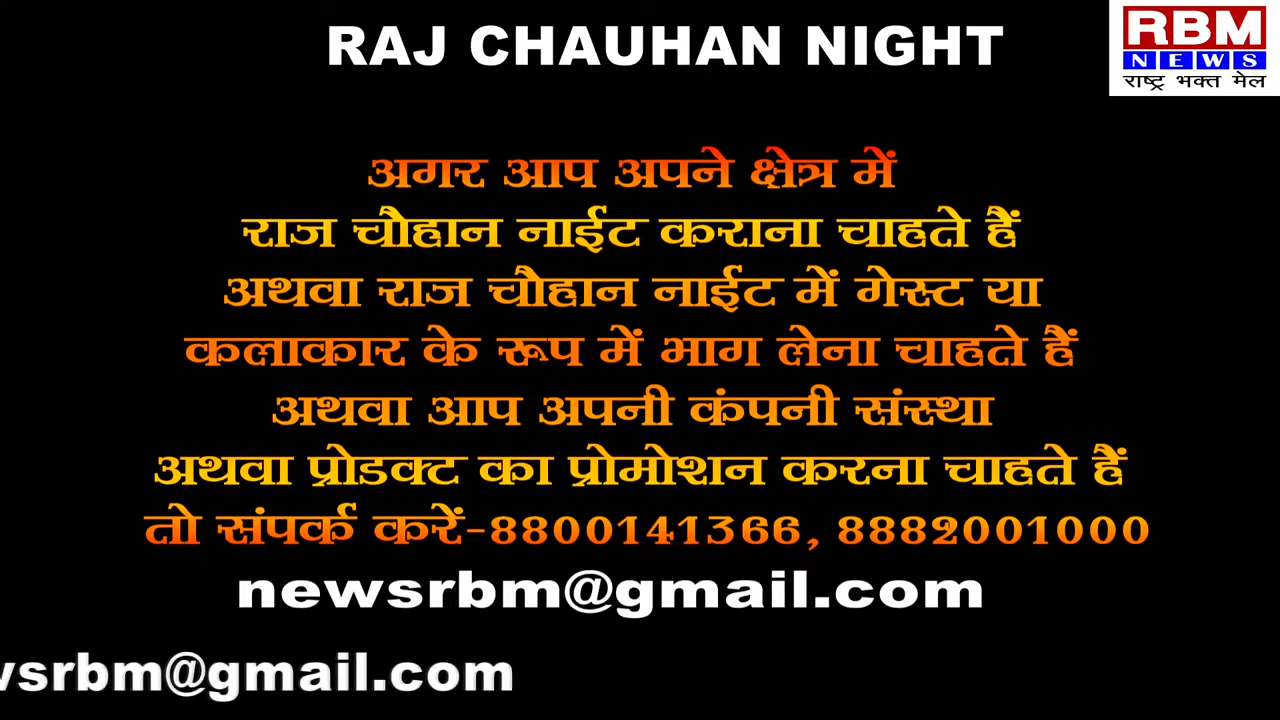 RAJ CHAUHAN NIGHT
RBM
NEWS
राष्ट्र भक्त मेल
अगर आप अपने क्षेत्र में
राज चौहान नाईट कराना चाहते हैं
अथवा राज चौहान नाईट में गेस्ट या
कलाकार के रूप में भाग लेना चाहते हैं
अथवा आप अपनी कंपनी संस्था
अथवा प्रोडक्ट का प्रोमोशन करना चाहते हैं
तो संपर्क करें-8800141366, 8882001000
newsrbm@gmail.com
wsrbm@gmail.com